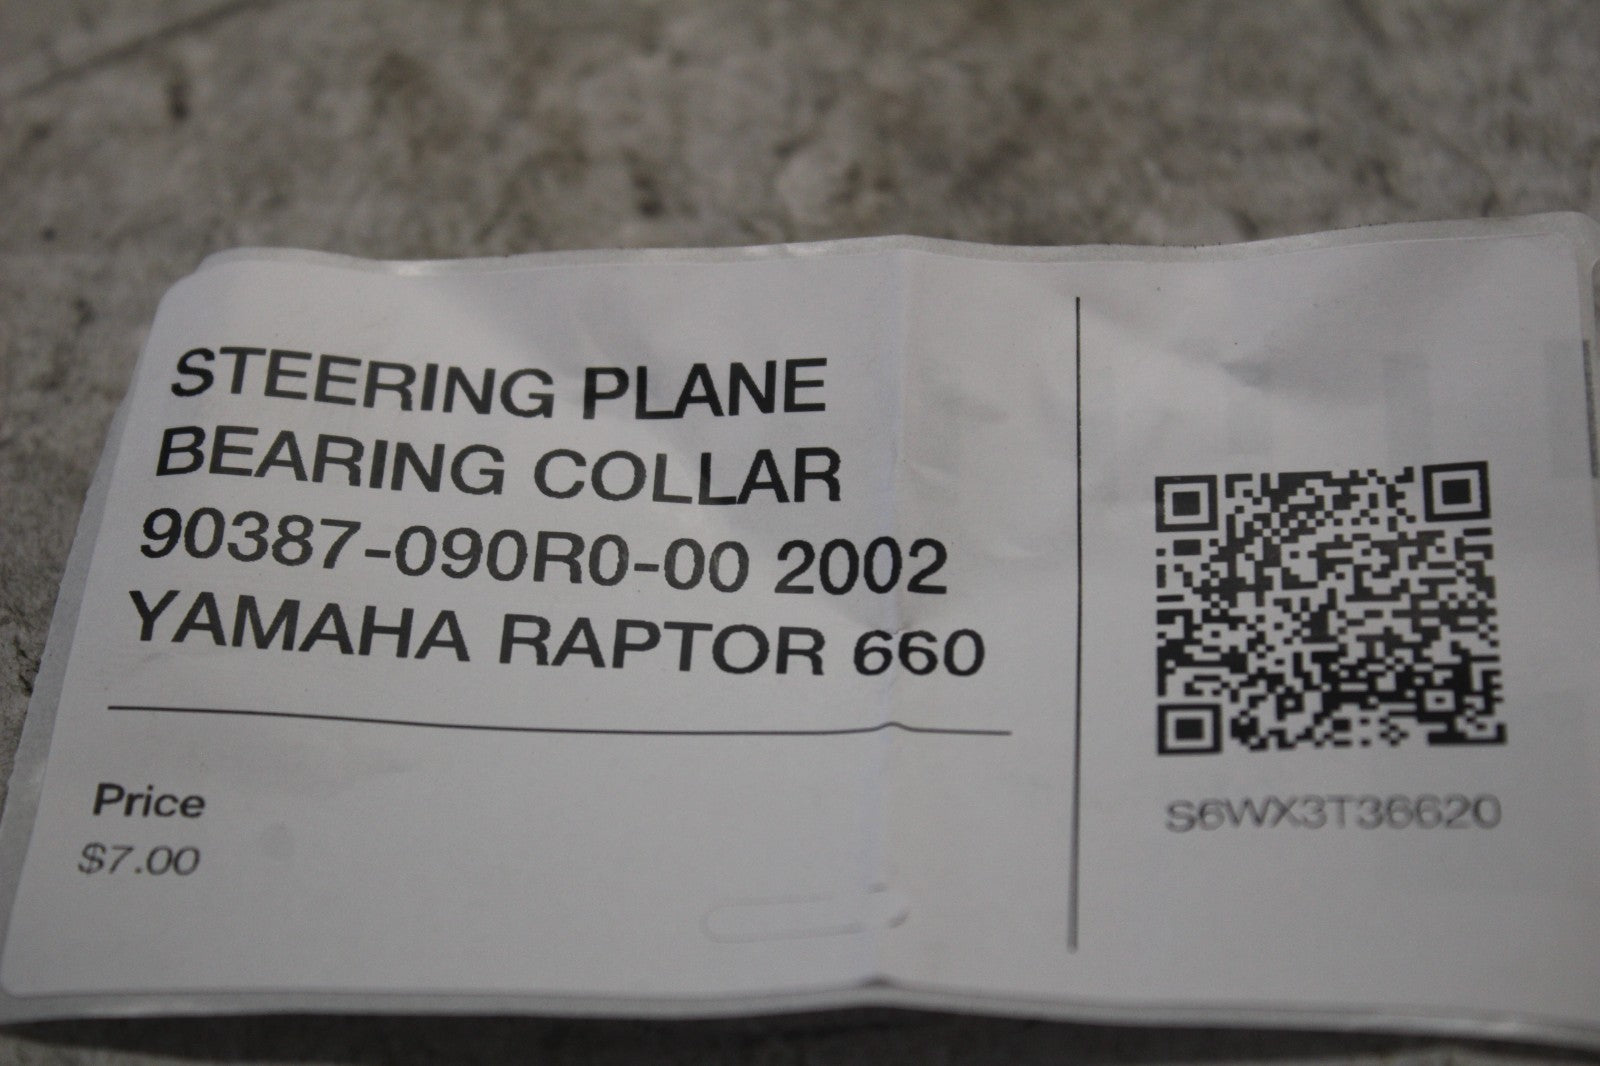 STEERING PLANE
BEARING COLLAR
90387-090R0-00 2002
YAMAHA RAPTOR 660
Price
$7.00
S6WX3T36620